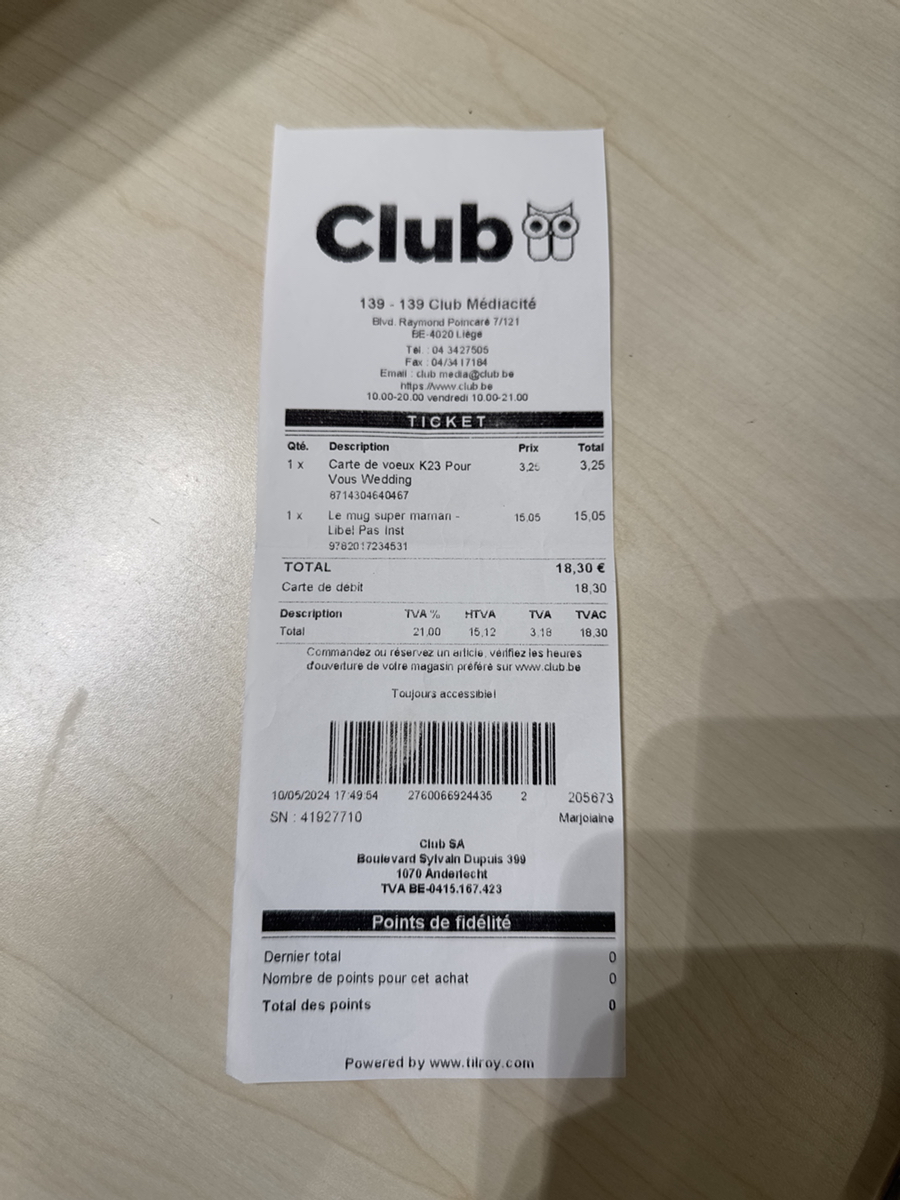 Club
139 - 139 Club Médiacité
Blvd. Raymond Poincaré 7/121
BE-4020 Liège
Tél. : 04 3427505
Fax : 04/3417184
Email : club.media@club.be
https://www.club.be
10.00-20.00 vendredi 10.00-21.00
TICKET
Qté. Description Prix Total
1 x Carte de voeux K23 Pour 3,25 3,25
Vous Wedding
8714304640467
1 x Le mug super maman - 15,05 15,05
Libel Pas Inst
9782017234531
TOTAL 18,30 €
Carte de débit 18,30
Description TVA % HTVA TVA TVAC
Total 21,00 15,12 3,18 18,30
Commandez ou réservez un article, vérifiez les heures
d'ouverture de votre magasin préféré sur www.club.be
Toujours accessible!
10/05/2024 17:49:54 2760066924435 2 205673
SN : 41927710 Marjolaine
Club SA
Boulevard Sylvain Dupuis 399
1070 Anderlecht
TVA BE-0415.167.423
Points de fidélité
Dernier total 0
Nombre de points pour cet achat 0
Total des points 0
Powered by www.tilroy.com